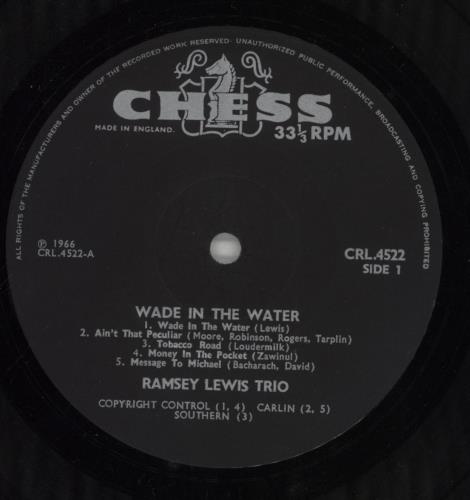 ALL RIGHTS OF THE MANUFACTURERS AND OWNER OF THE RECORDED WORK RESERVED· UNAUTHORIZED PUBLIC PERFORMANCE, BROADCASTING AND COPYING PROHIBITED
CHESS
MADE IN ENGLAND.
33⅓ RPM
℗ 1966
CRL.4522-A
CRL.4522
SIDE 1
WADE IN THE WATER
1. Wade In The Water (Lewis)
2. Ain't That Peculiar (Moore, Robinson, Rogers, Tarplin)
3. Tobacco Road (Loudermilk)
4. Money In The Pocket (Zawinul)
5. Message To Michael (Bacharach, David)
RAMSEY LEWIS TRIO
COPYRIGHT CONTROL (1, 4) CARLIN (2, 5)
SOUTHERN (3)